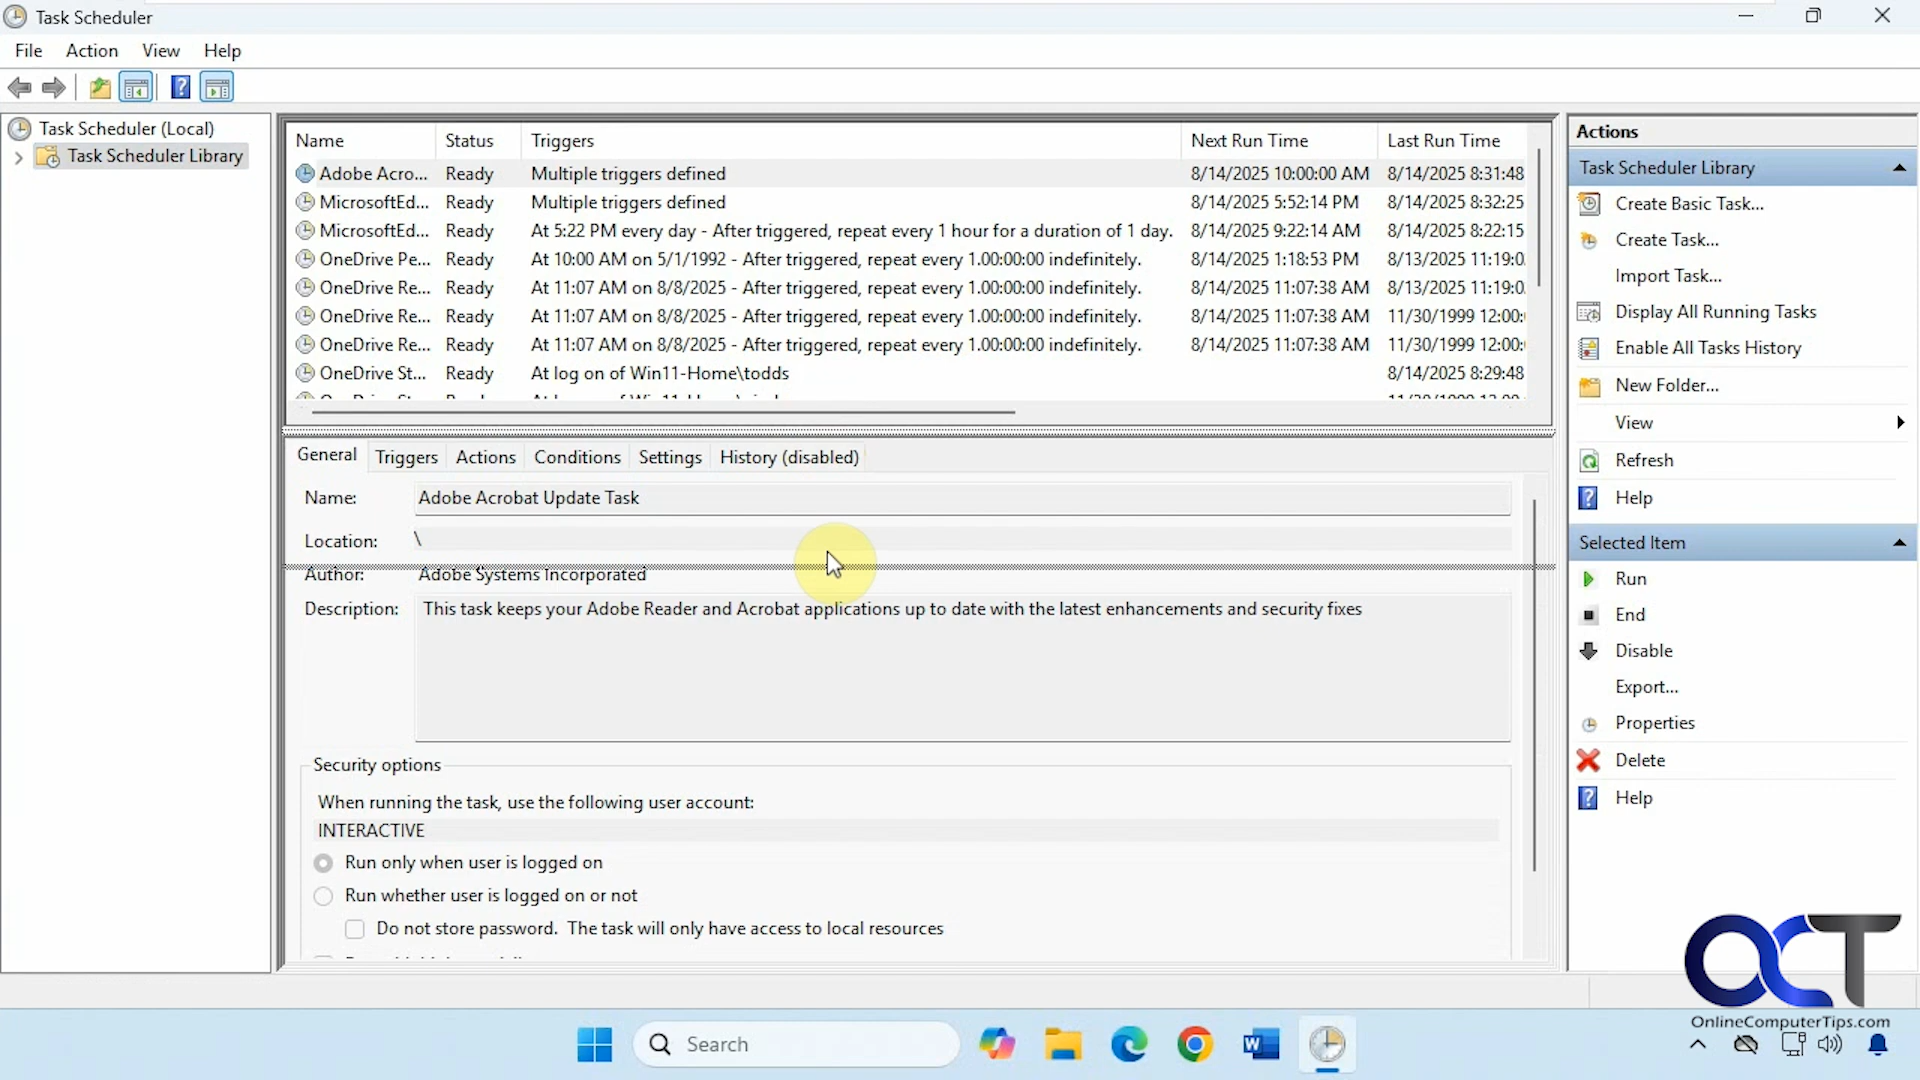 Task Scheduler
File Action View Help
Task Scheduler (Local)
Task Scheduler Library
Name Status Triggers Next Run Time Last Run Time
Adobe Acro... Ready Multiple triggers defined 8/14/2025 10:00:00 AM 8/14/2025 8:31:48
MicrosoftEd... Ready Multiple triggers defined 8/14/2025 5:52:14 PM 8/14/2025 8:32:25
MicrosoftEd... Ready At 5:22 PM every day - After triggered, repeat every 1 hour for a duration of 1 day. 8/14/2025 9:22:14 AM 8/14/2025 8:22:15
OneDrive Pe... Ready At 10:00 AM on 5/1/1992 - After triggered, repeat every 1.00:00:00 indefinitely. 8/14/2025 1:18:53 PM 8/13/2025 11:19:0
OneDrive Re... Ready At 11:07 AM on 8/8/2025 - After triggered, repeat every 1.00:00:00 indefinitely. 8/14/2025 11:07:38 AM 8/13/2025 11:19:0
OneDrive Re... Ready At 11:07 AM on 8/8/2025 - After triggered, repeat every 1.00:00:00 indefinitely. 8/14/2025 11:07:38 AM 11/30/1999 12:00:
OneDrive Re... Ready At 11:07 AM on 8/8/2025 - After triggered, repeat every 1.00:00:00 indefinitely. 8/14/2025 11:07:38 AM 11/30/1999 12:00:
OneDrive St... Ready At log on of Win11-Home\todds 8/14/2025 8:29:48
General Triggers Actions Conditions Settings History (disabled)
Name: Adobe Acrobat Update Task
Location: \
Author: Adobe Systems Incorporated
Description: This task keeps your Adobe Reader and Acrobat applications up to date with the latest enhancements and security fixes
Security options
When running the task, use the following user account:
INTERACTIVE
Run only when user is logged on
Run whether user is logged on or not
Do not store password. The task will only have access to local resources
Actions
Task Scheduler Library
Create Basic Task...
Create Task...
Import Task...
Display All Running Tasks
Enable All Tasks History
New Folder...
View
Refresh
Help
Selected Item
Run
End
Disable
Export...
Properties
Delete
Help
OCT
OnlineComputerTips.com
Search